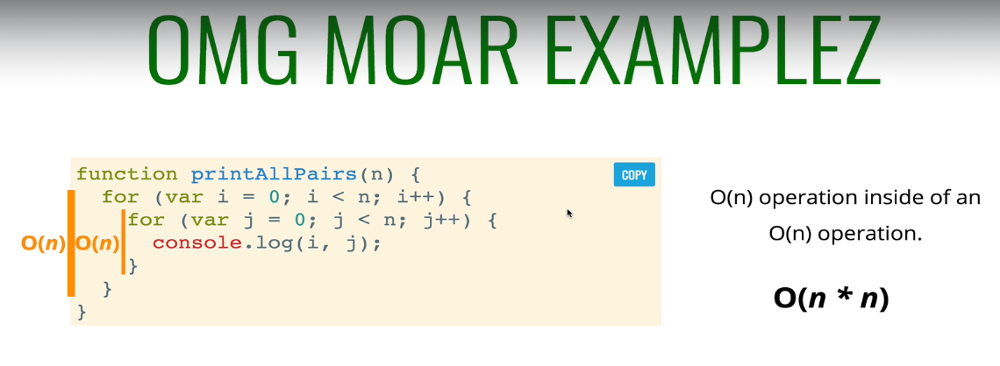 OMG MOAR EXAMPLEZ
function printAllPairs(n) {
COPY
for (var i = 0; i < n; i++) {
for (var j = 0; j < n; j++) {
O(n) O(n) console.log(i, j);
}
}
}
O(n) operation inside of an
O(n) operation.
O(n * n)